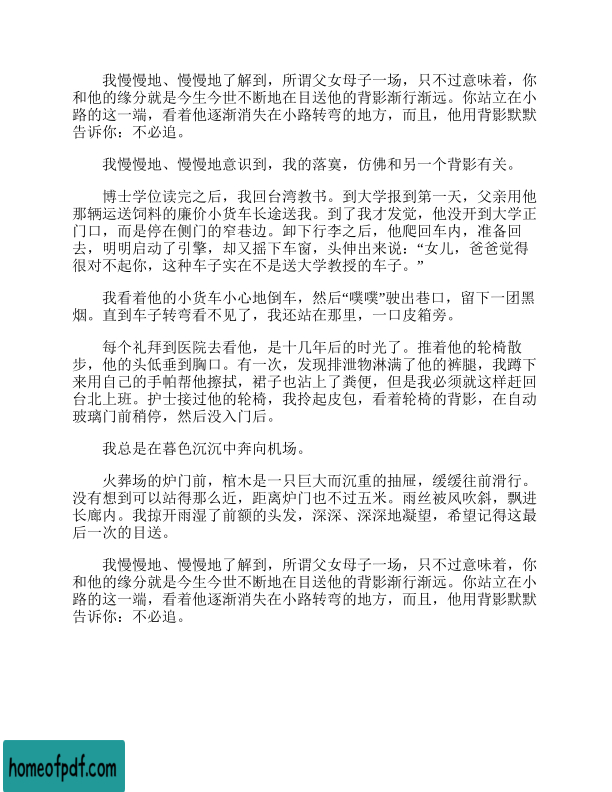 我慢慢地、慢慢地了解到，所谓父女母子一场，只不过意味着，你
和他的缘分就是今生今世不断地在目送他的背影渐行渐远。你站立在小
路的这一端，看着他逐渐消失在小路转弯的地方，而且，他用背影默默
告诉你：不必追。
我慢慢地、慢慢地意识到，我的落寞，仿佛和另一个背影有关。
博士学位读完之后，我回台湾教书。到大学报到第一天，父亲用他
那辆运送饲料的廉价小货车长途送我。到了我才发觉，他没开到大学正
门口，而是停在侧门的窄巷边。卸下行李之后，他爬回车内，准备回
去，明明启动了引擎，却又摇下车窗，头伸出来说：“女儿，爸爸觉得
很对不起你，这种车子实在不是送大学教授的车子。”
我看着他的小货车小心地倒车，然后“噗噗”驶出巷口，留下一团黑
烟。直到车子转弯看不见了，我还站在那里，一口皮箱旁。
每个礼拜到医院去看他，是十几年后的时光了。推着他的轮椅散
步，他的头低垂到胸口。有一次，发现排泄物淋满了他的裤腿，我蹲下
来用自己的手帕帮他擦拭，裙子也沾上了粪便，但是我必须就这样赶回
台北上班。护士接过他的轮椅，我拎起皮包，看着轮椅的背影，在自动
玻璃门前稍停，然后没入门后。
我总是在暮色沉沉中奔向机场。
火葬场的炉门前，棺木是一只巨大而沉重的抽屉，缓缓往前滑行。
没有想到可以站得那么近，距离炉门也不过五米。雨丝被风吹斜，飘进
长廊内。我掠开雨湿了前额的头发，深深、深深地凝望，希望记得这最
后一次的目送。
我慢慢地、慢慢地了解到，所谓父女母子一场，只不过意味着，你
和他的缘分就是今生今世不断地在目送他的背影渐行渐远。你站立在小
路的这一端，看着他逐渐消失在小路转弯的地方，而且，他用背影默默
告诉你：不必追。
homeofpdf.com